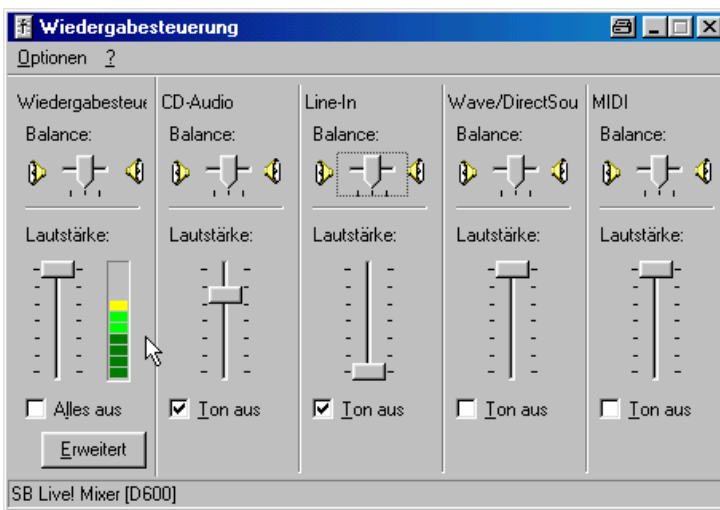 Wiedergabesteuerung
Optionen ?
Wiedergabesteue
Balance:
Lautstärke:
Alles aus
Erweitert
CD-Audio
Balance:
Lautstärke:
Ton aus
Line-In
Balance:
Lautstärke:
Ton aus
Wave/DirectSou
Balance:
Lautstärke:
Ton aus
MIDI
Balance:
Lautstärke:
Ton aus
SB Live! Mixer [D600]